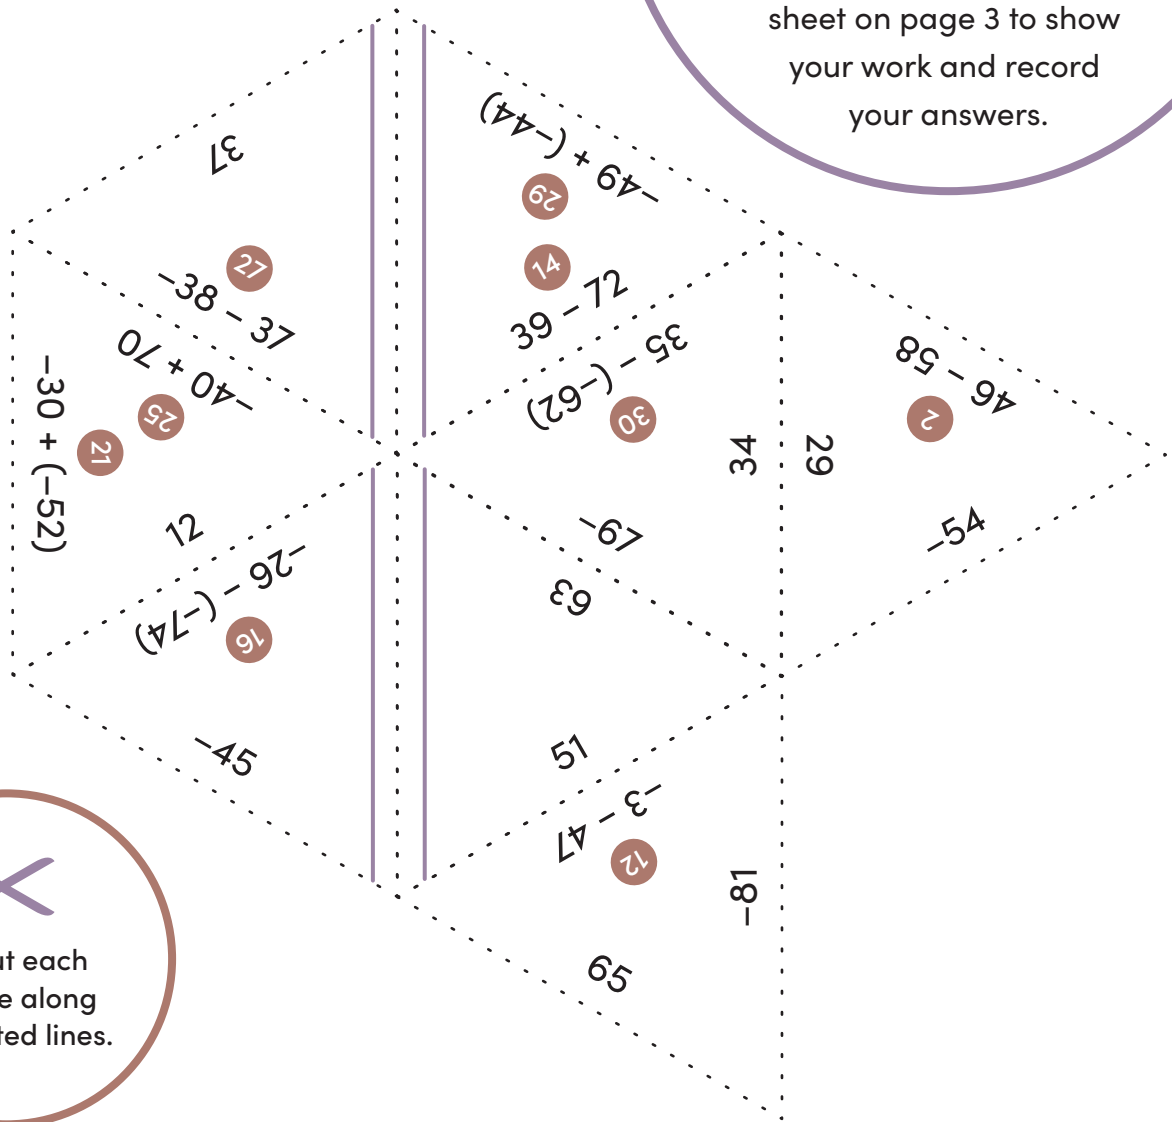 sheet on page 3 to show
your work and record
your answers.
37
27
−38 − 37
−49 + (−44)
29
14
39 − 72
−40 + 70
25
−30 + (−52)
21
12
35 − (−62)
30
34
−67
46 − 58
2
29
−54
−26 − (−74)
16
−45
63
51
−3 − 47
12
−81
65
ut each
e along
ted lines.